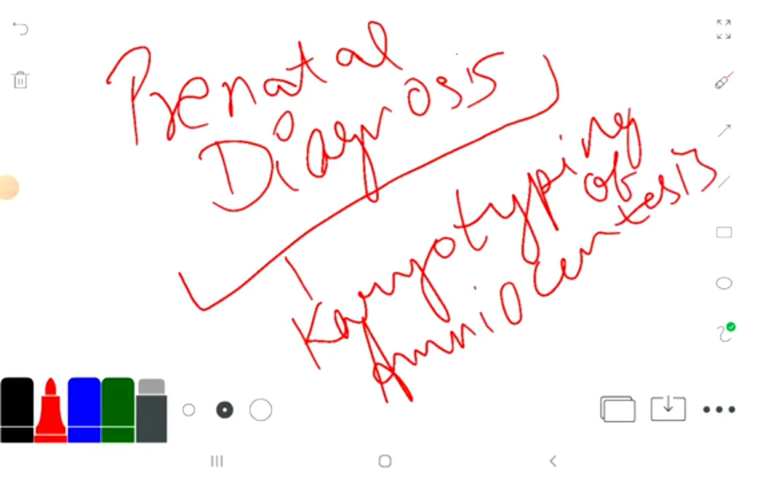 Prenatal
Diagnosis
Karyotyping
of
Amniocentesis